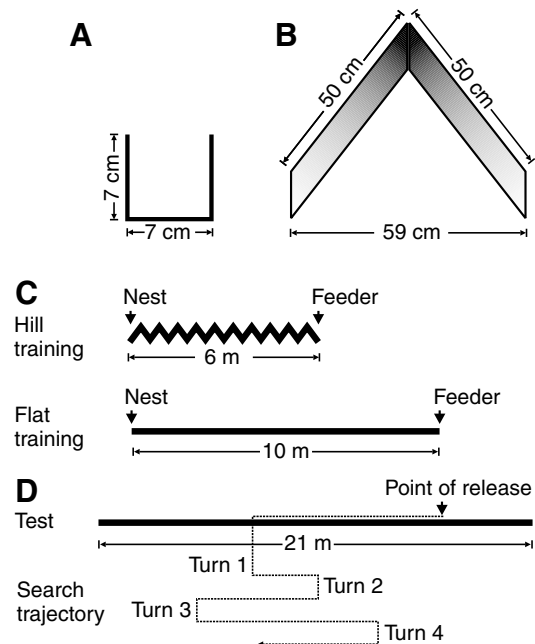 A
B
50 cm
50 cm
7 cm
7 cm
59 cm
C
Nest
Feeder
Hill
training
6 m
Nest
Feeder
Flat
training
10 m
D
Point of release
Test
21 m
Turn 1
Turn 2
Search
trajectory
Turn 3
Turn 4